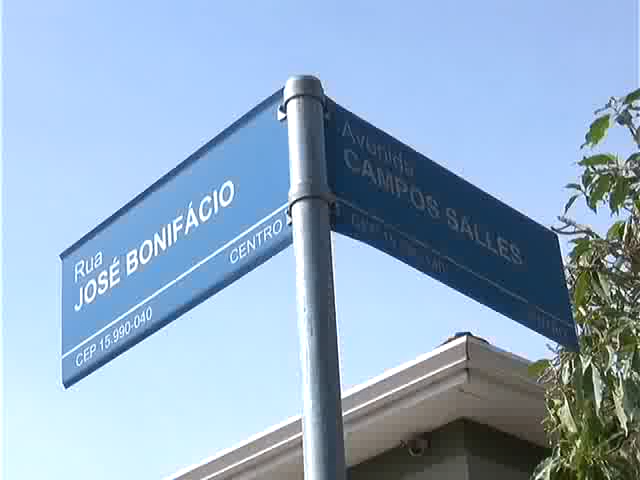 Rua
JOSÉ BONIFÁCIO
CENTRO
CEP 15.990-040
Avenida
CAMPOS SALLES